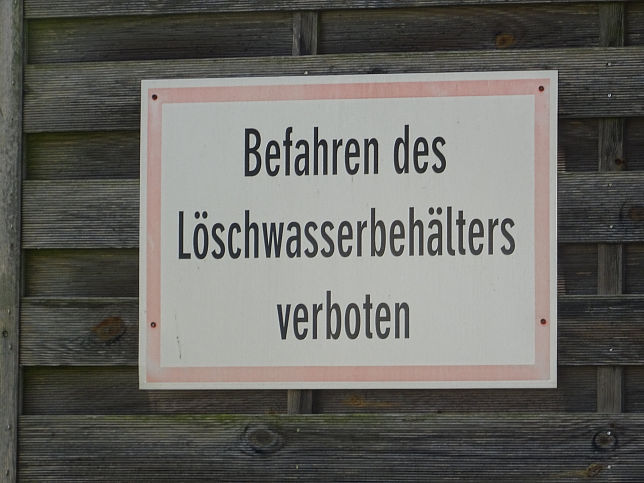 Befahren des
Löschwasserbehälters
verboten